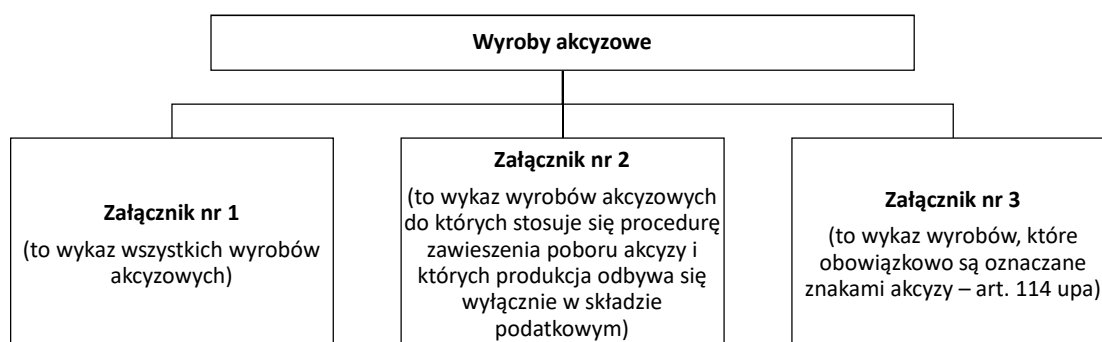 Wyroby akcyzowe
Załącznik nr 1
(to wykaz wszystkich wyrobów
akcyzowych)
Załącznik nr 2
(to wykaz wyrobów akcyzowych
do których stosuje się procedurę
zawieszenia poboru akcyzy i
których produkcja odbywa się
wyłącznie w składzie
podatkowym)
Załącznik nr 3
(to wykaz wyrobów, które
obowiązkowo są oznaczane
znakami akcyzy – art. 114 upa)